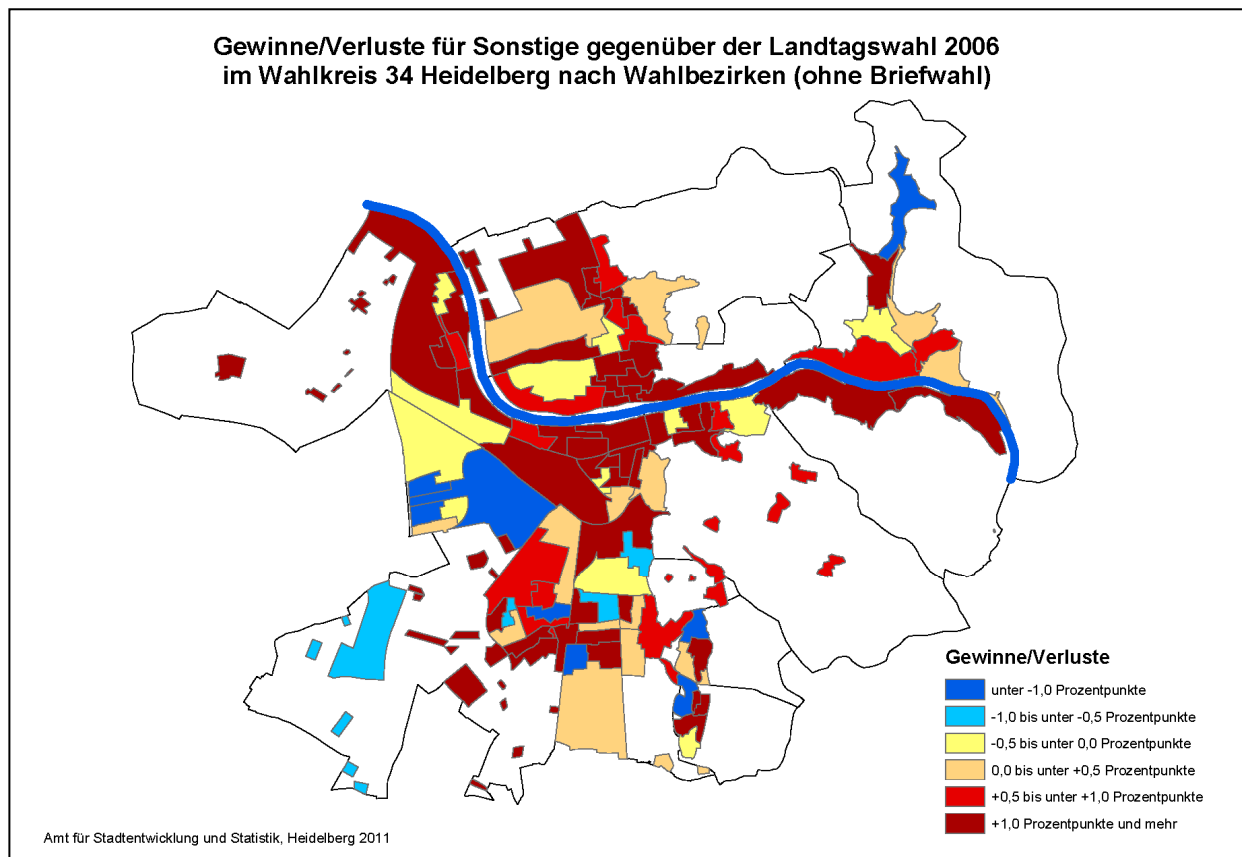 Gewinne/Verluste für Sonstige gegenüber der Landtagswahl 2006
im Wahlkreis 34 Heidelberg nach Wahlbezirken (ohne Briefwahl)
Gewinne/Verluste
unter -1,0 Prozentpunkte
-1,0 bis unter -0,5 Prozentpunkte
-0,5 bis unter 0,0 Prozentpunkte
0,0 bis unter +0,5 Prozentpunkte
+0,5 bis unter +1,0 Prozentpunkte
+1,0 Prozentpunkte und mehr
Amt für Stadtentwicklung und Statistik, Heidelberg 2011